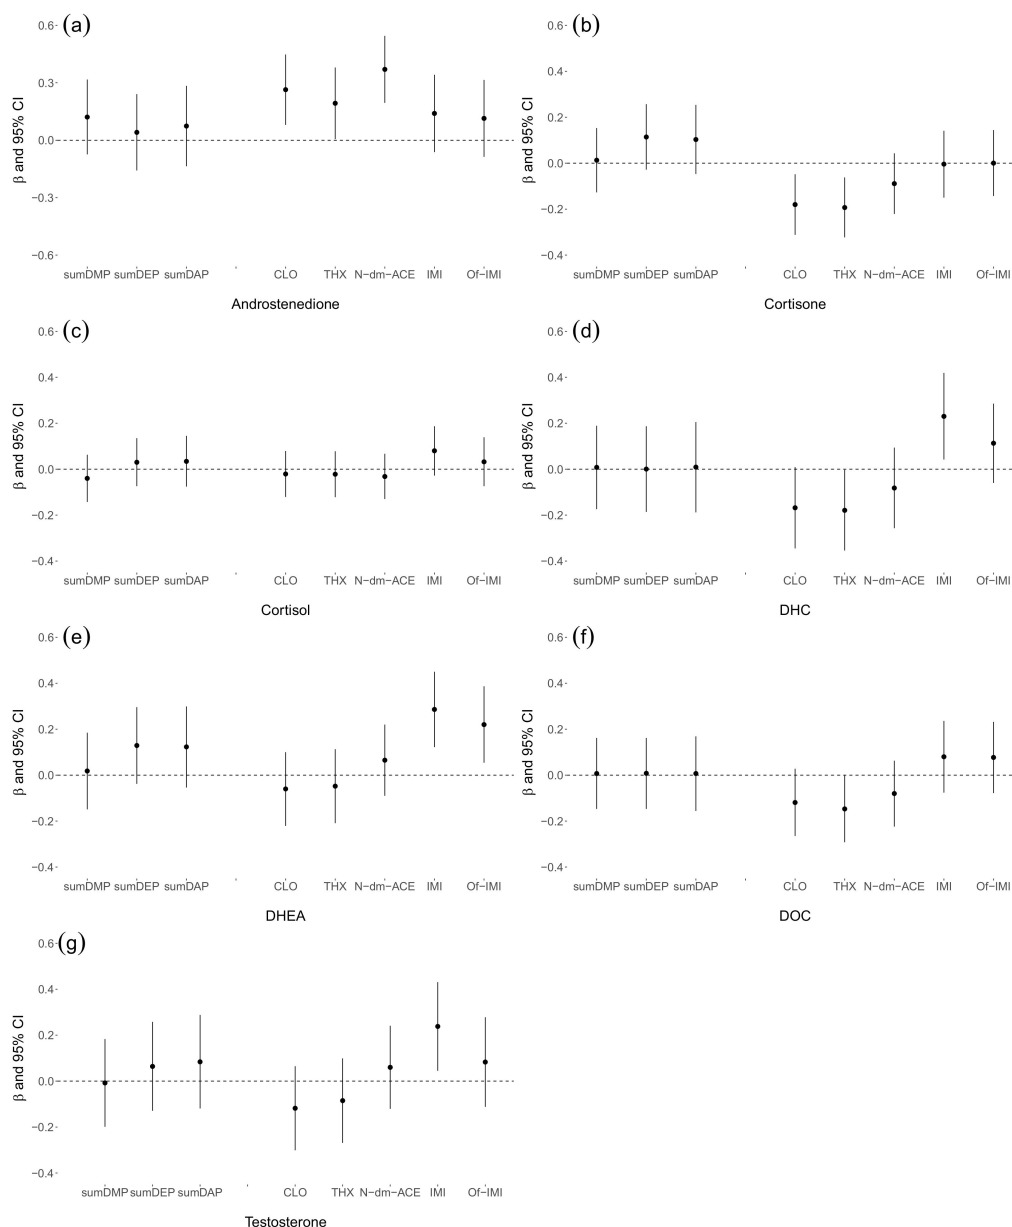 (a)
β and 95% CI
0.6
0.3
0.0
−0.3
−0.6
sumDMP sumDEP sumDAP CLO THX N−dm−ACE IMI Of−IMI
Androstenedione
(b)
β and 95% CI
0.6
0.4
0.2
0.0
−0.2
−0.4
sumDMP sumDEP sumDAP CLO THX N−dm−ACE IMI Of−IMI
Cortisone
(c)
β and 95% CI
0.6
0.4
0.2
0.0
−0.2
−0.4
sumDMP sumDEP sumDAP CLO THX N−dm−ACE IMI Of−IMI
Cortisol
(d)
β and 95% CI
0.6
0.4
0.2
0.0
−0.2
−0.4
sumDMP sumDEP sumDAP CLO THX N−dm−ACE IMI Of−IMI
DHC
(e)
β and 95% CI
0.6
0.4
0.2
0.0
−0.2
−0.4
sumDMP sumDEP sumDAP CLO THX N−dm−ACE IMI Of−IMI
DHEA
(f)
β and 95% CI
0.6
0.4
0.2
0.0
−0.2
−0.4
sumDMP sumDEP sumDAP CLO THX N−dm−ACE IMI Of−IMI
DOC
(g)
β and 95% CI
0.6
0.4
0.2
0.0
−0.2
−0.4
sumDMP sumDEP sumDAP CLO THX N−dm−ACE IMI Of−IMI
Testosterone